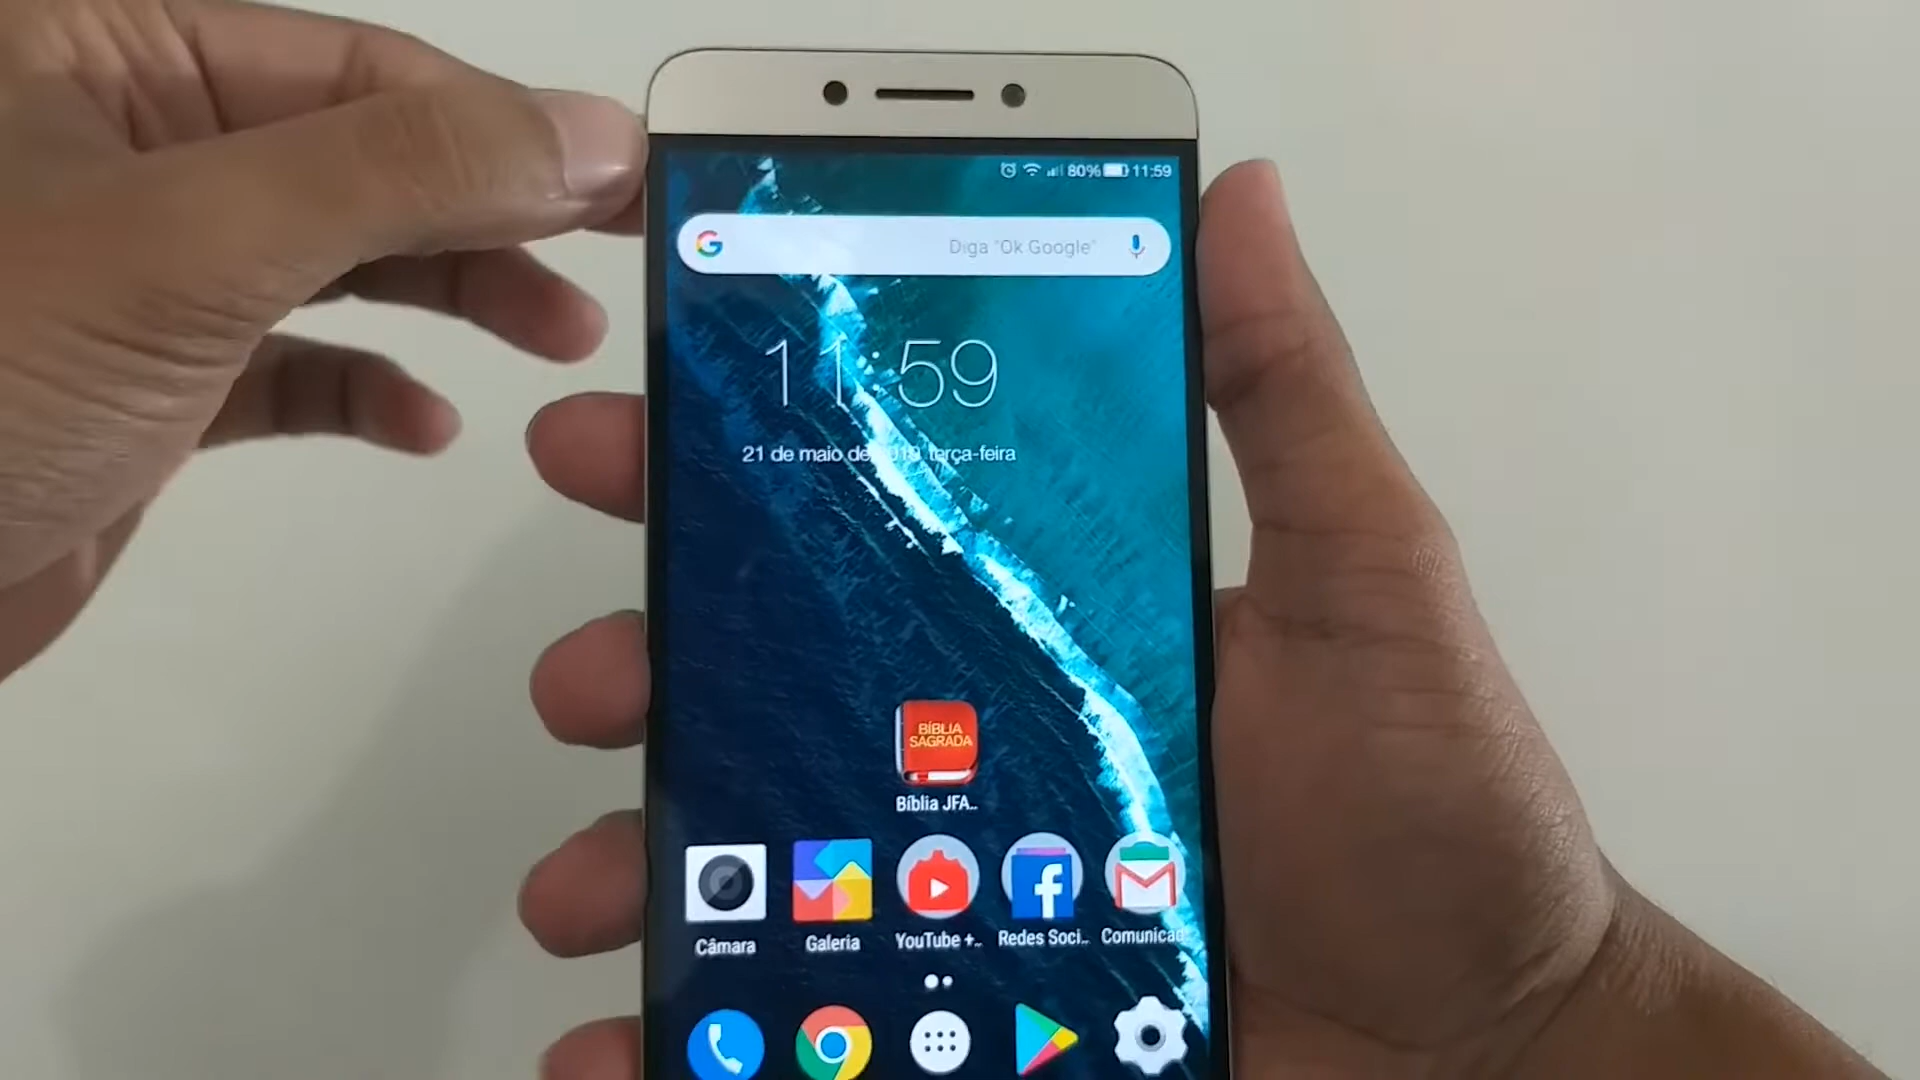 80% 11:59
Diga "Ok Google"
11:59
21 de maio de terça-feira
BÍBLIA
SAGRADA
Bíblia JFA..
Câmara Galeria YouTube +.. Redes Soci.. Comunicad